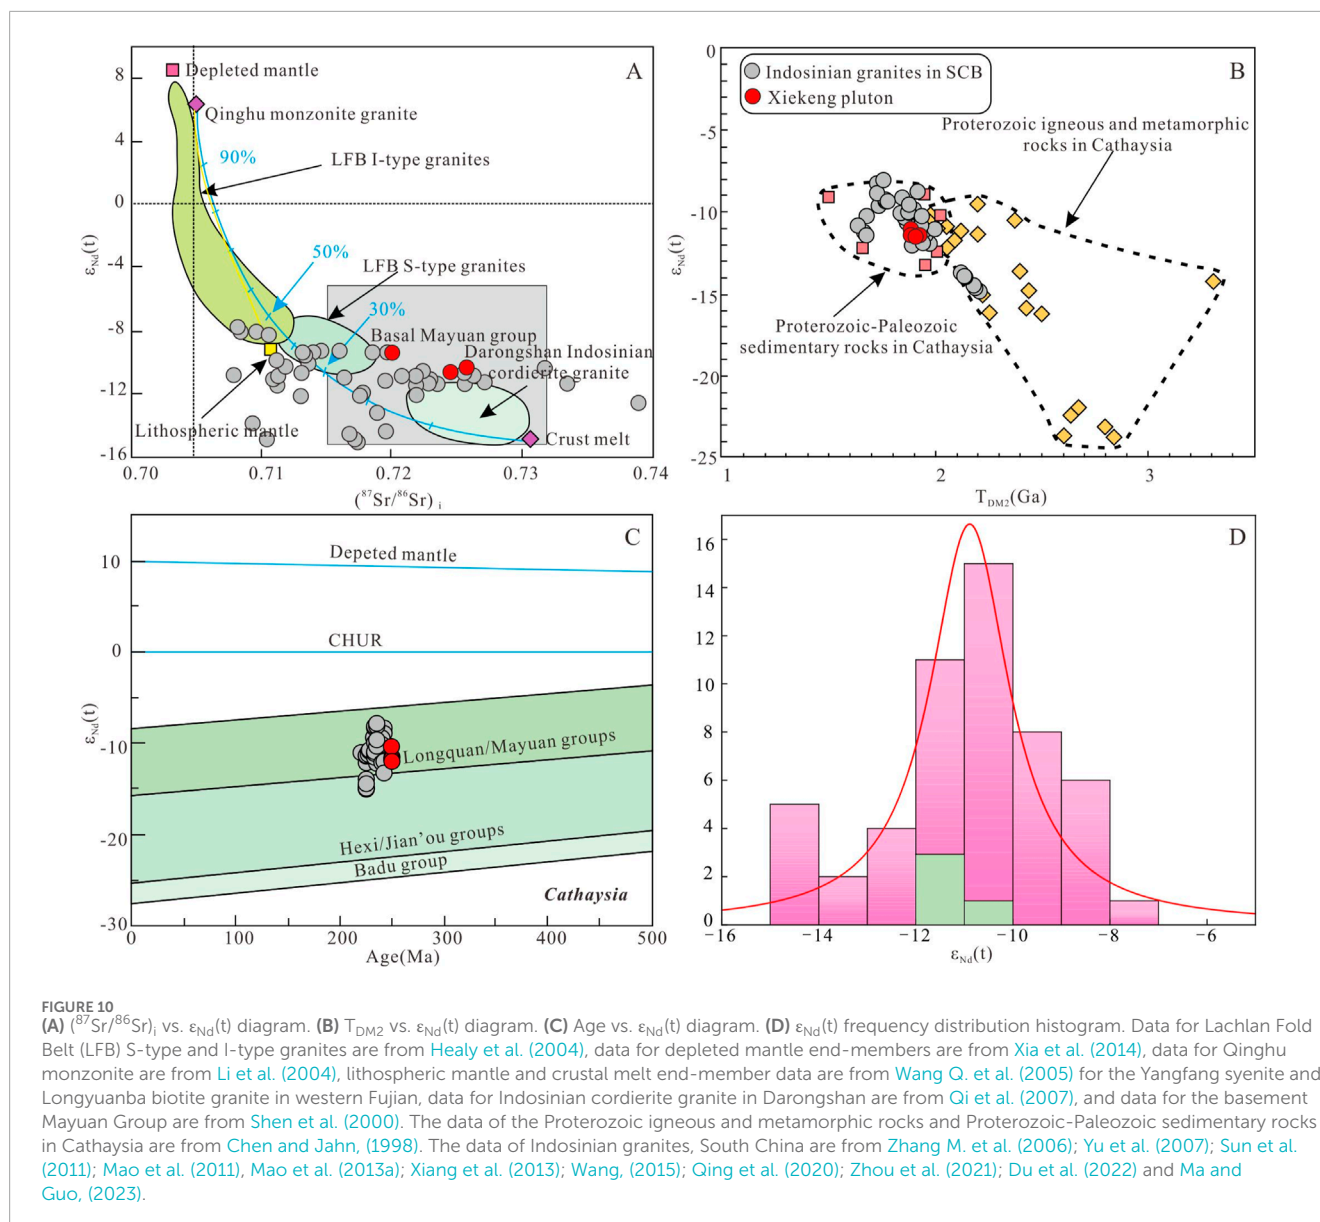 A
8
4
0
-4
-8
-12
-16
εNd(t)
Depleted mantle
Qinghu monzonite granite
90%
LFB I-type granites
50%
LFB S-type granites
30%
Basal Mayuan group
Darongshan Indosinian
cordierite granite
Lithospheric mantle
Crust melt
0.70
0.71
0.72
0.73
0.74
(87Sr/86Sr) i
B
0
-5
-10
-15
-20
-25
εNd(t)
Indosinian granites in SCB
Xiekeng pluton
Proterozoic igneous and metamorphic
rocks in Cathaysia
Proterozoic-Paleozoic
sedimentary rocks in Cathaysia
1
2
3
TDM2(Ga)
C
10
0
-10
-20
-30
εNd(t)
Depeted mantle
CHUR
Longquan/Mayuan groups
Hexi/Jian'ou groups
Badu group
Cathaysia
0
100
200
300
400
500
Age(Ma)
D
16
14
12
10
8
6
4
2
0
−16
−14
−12
−10
−8
−6
εNd(t)
FIGURE 10
(A) (87Sr/86Sr)i vs. εNd(t) diagram. (B) TDM2 vs. εNd(t) diagram. (C) Age vs. εNd(t) diagram. (D) εNd(t) frequency distribution histogram. Data for Lachlan Fold
Belt (LFB) S-type and I-type granites are from Healy et al. (2004), data for depleted mantle end-members are from Xia et al. (2014), data for Qinghu
monzonite are from Li et al. (2004), lithospheric mantle and crustal melt end-member data are from Wang Q. et al. (2005) for the Yangfang syenite and
Longyuanba biotite granite in western Fujian, data for Indosinian cordierite granite in Darongshan are from Qi et al. (2007), and data for the basement
Mayuan Group are from Shen et al. (2000). The data of the Proterozoic igneous and metamorphic rocks and Proterozoic-Paleozoic sedimentary rocks
in Cathaysia are from Chen and Jahn, (1998). The data of Indosinian granites, South China are from Zhang M. et al. (2006); Yu et al. (2007); Sun et al.
(2011); Mao et al. (2011), Mao et al. (2013a); Xiang et al. (2013); Wang, (2015); Qing et al. (2020); Zhou et al. (2021); Du et al. (2022) and Ma and
Guo, (2023).